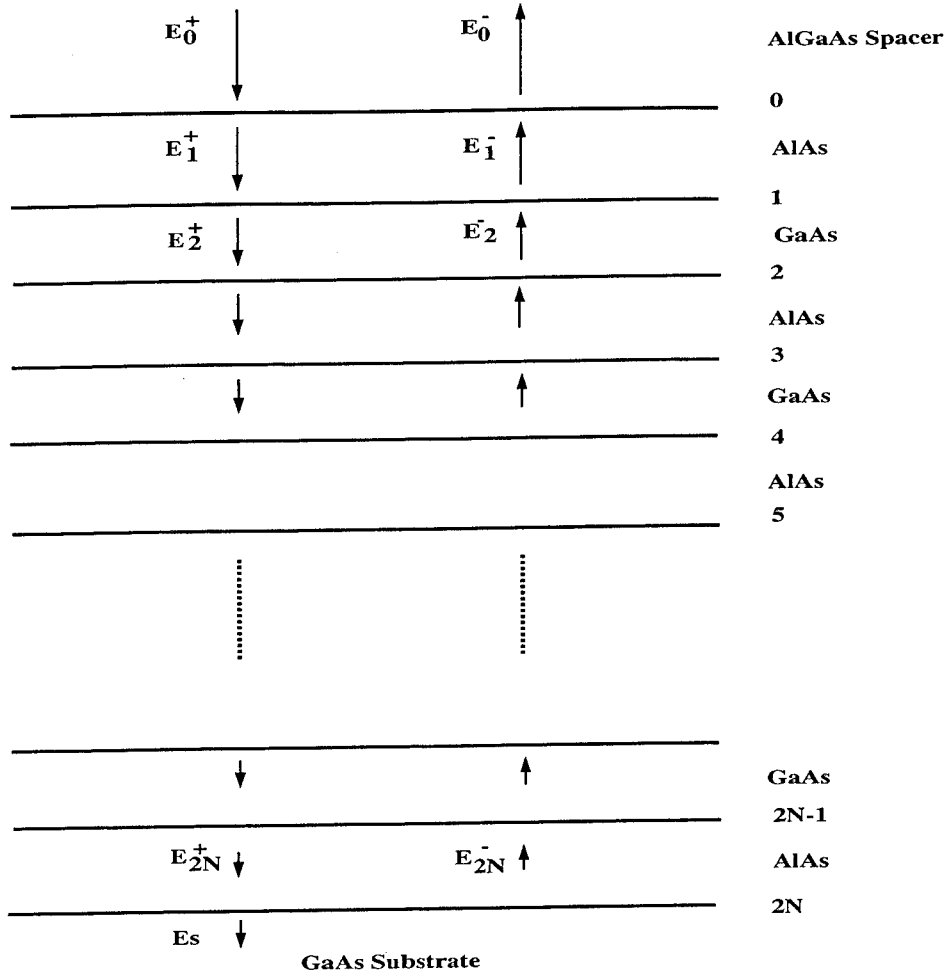 E0+ E0- AlGaAs Spacer
0
E1+ E1- AlAs
1
E2+ E2- GaAs
2
AlAs
3
GaAs
4
AlAs
5
GaAs
2N-1
E2N+ E2N- AlAs
2N
Es
GaAs Substrate